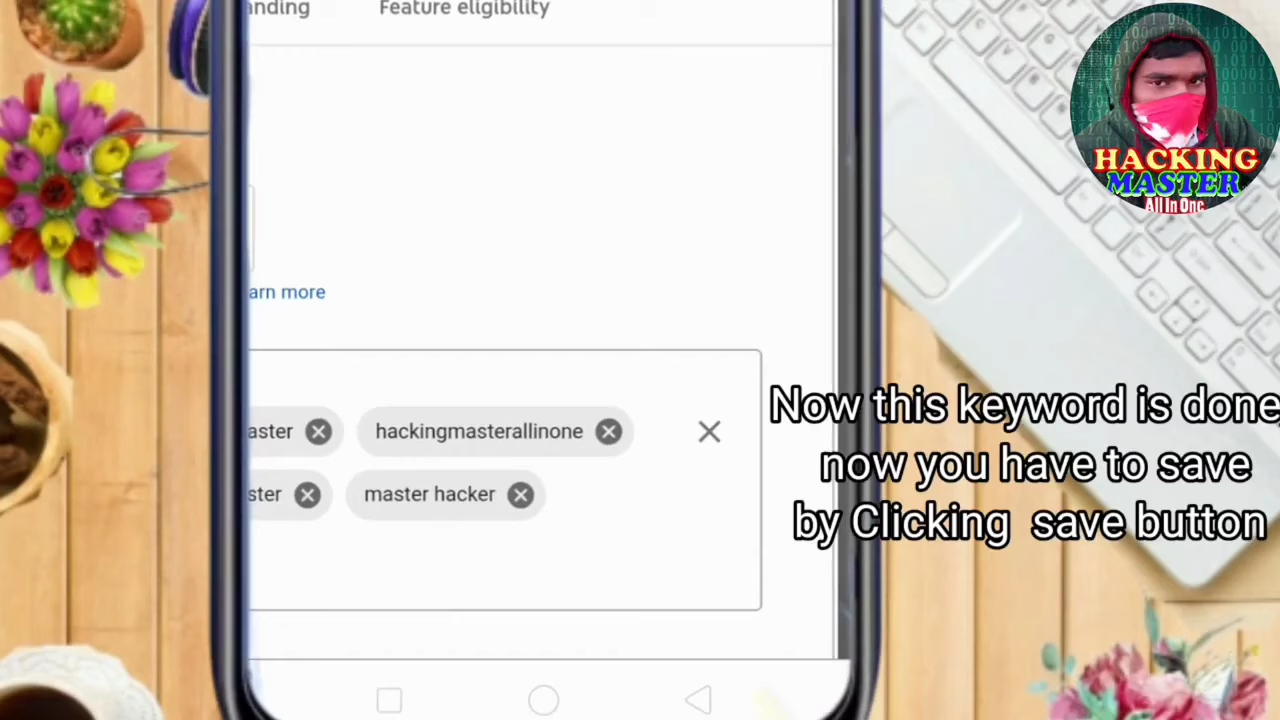 anding Feature eligibility
HACKING
MASTER
All In One
arn more
aster hackingmasterallinone
ster master hacker
Now this keyword is done,
now you have to save
by Clicking save button